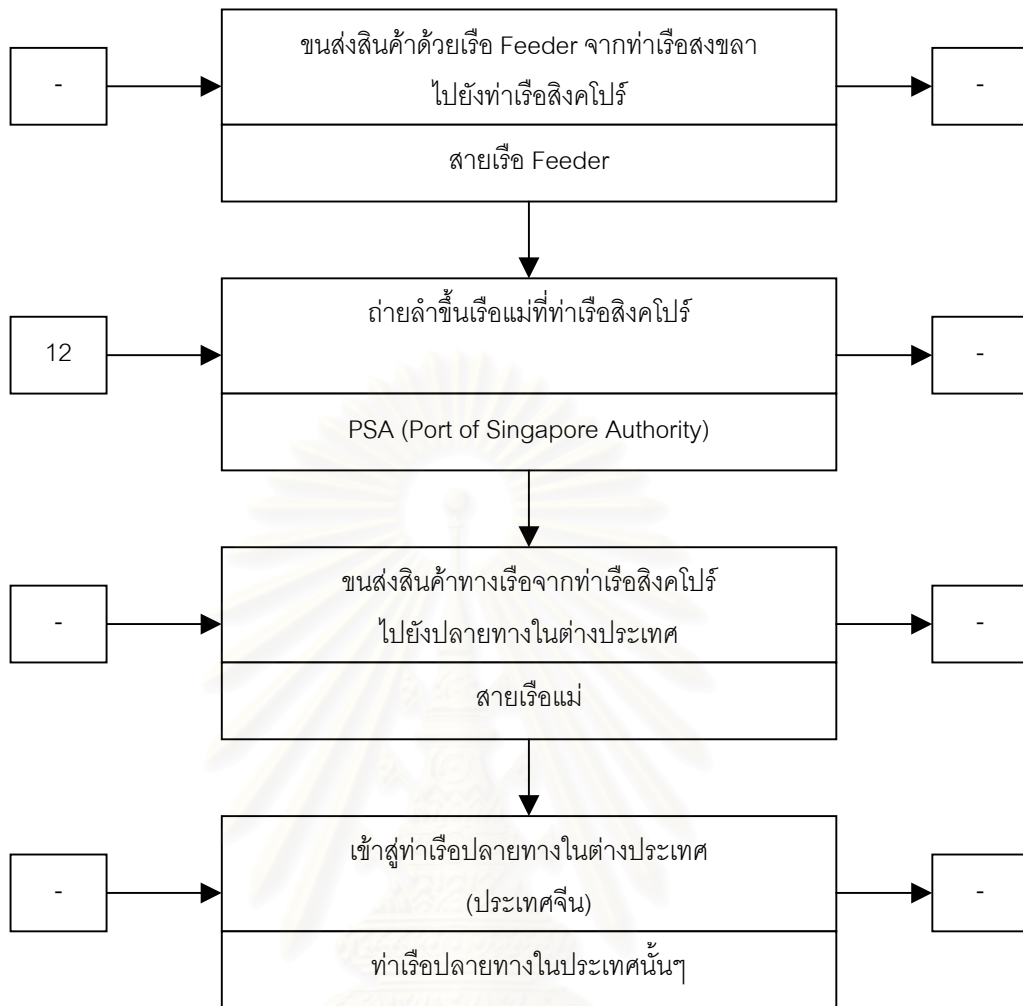 ขนส่งสินค้าด้วยเรือ Feeder จากท่าเรือสงขลา
-
ไปยังท่าเรือสิงคโปร์
-
สายเรือ Feeder
ถ่ายลำขึ้นเรือแม่ที่ท่าเรือสิงคโปร์
12
-
PSA (Port of Singapore Authority)
ขนส่งสินค้าทางเรือจากท่าเรือสิงคโปร์
-
ไปยังปลายทางในต่างประเทศ
-
สายเรือแม่
เข้าสู่ท่าเรือปลายทางในต่างประเทศ
-
(ประเทศจีน)
-
ท่าเรือปลายทางในประเทศนั้นๆ